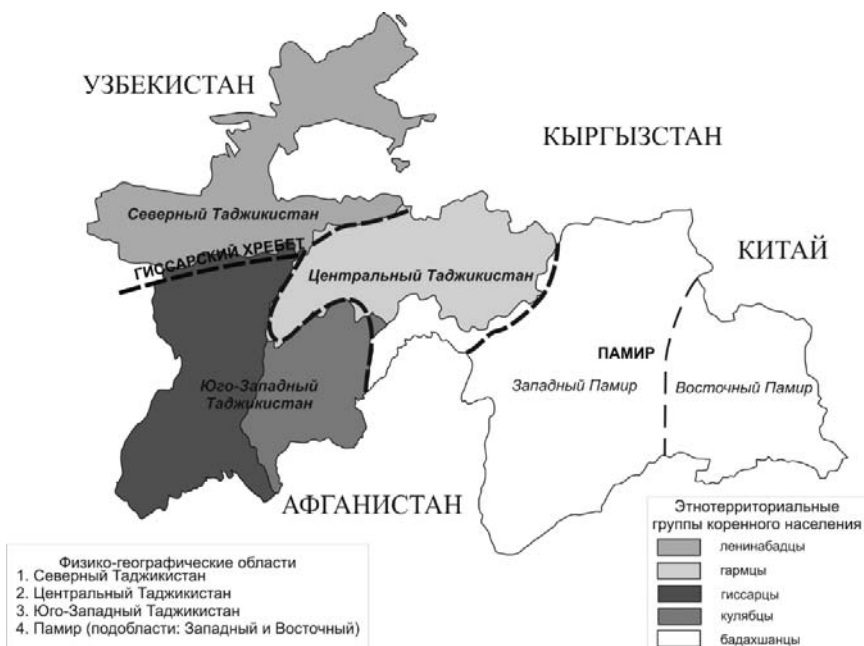 УЗБЕКИСТАН
КЫРГЫЗСТАН
Северный Таджикистан
КИТАЙ
ГИССАРСКИЙ ХРЕБЕТ
Центральный Таджикистан
ПАМИР
Юго-Западный
Таджикистан
Западный Памир
Восточный Памир
АФГАНИСТАН
Этнотерриториальные
группы коренного населения
ленинабадцы
гармцы
гиссарцы
кулябцы
бадахшанцы
Физико-географические области
1. Северный Таджикистан
2. Центральный Таджикистан
3. Юго-Западный Таджикистан
4. Памир (подобласти: Западный и Восточный)